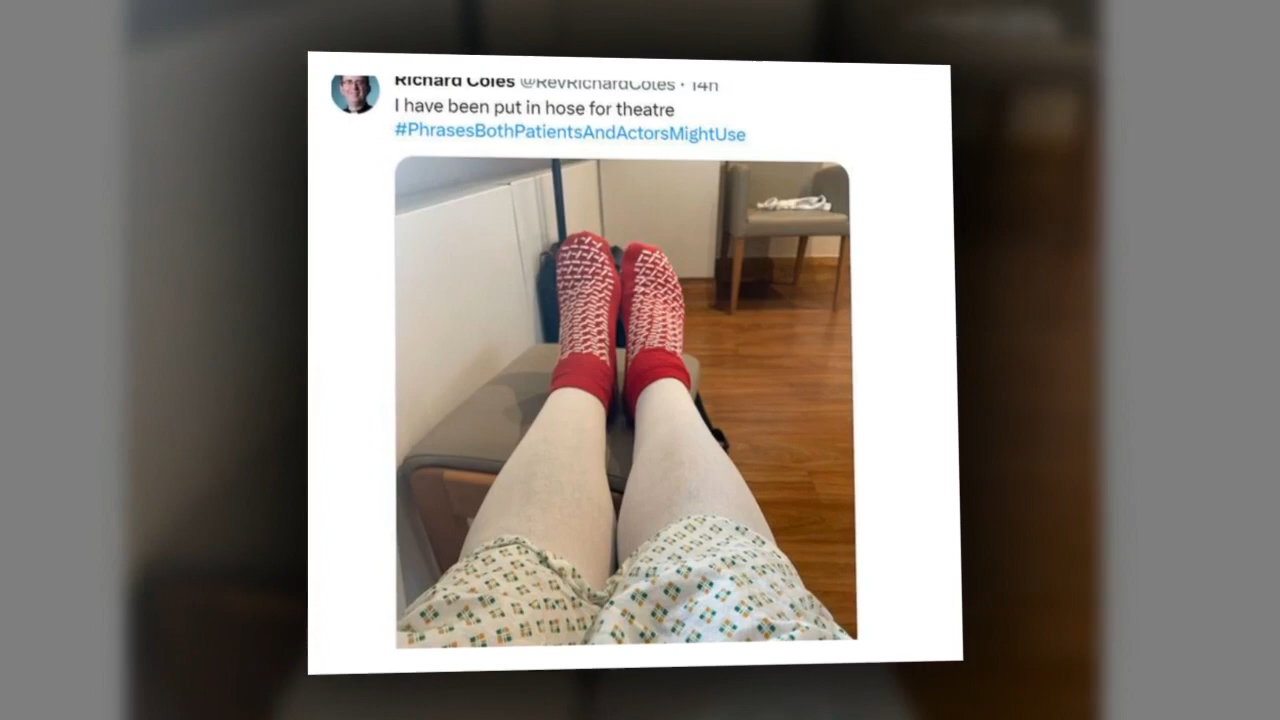 Richard Coles @RevRichardColes · 14h
I have been put in hose for theatre
#PhrasesBothPatientsAndActorsMightUse